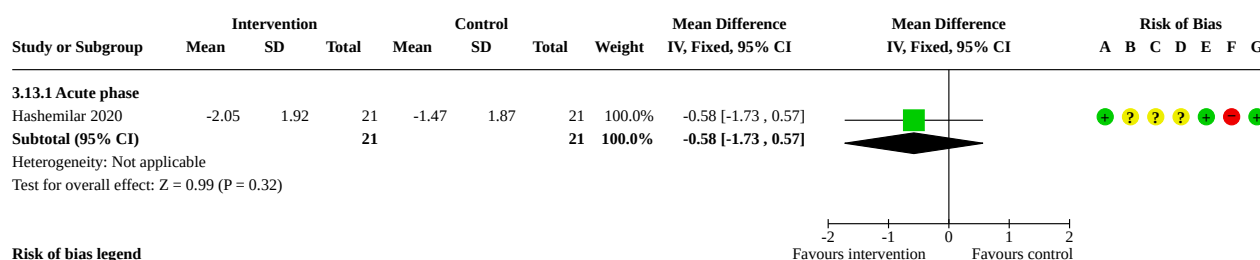 Intervention Control Mean Difference Mean Difference Risk of Bias
Study or Subgroup Mean SD Total Mean SD Total Weight IV, Fixed, 95% CI IV, Fixed, 95% CI A B C D E F G
3.13.1 Acute phase
Hashemilar 2020 -2.05 1.92 21 -1.47 1.87 21 100.0% -0.58 [-1.73 , 0.57] + ? ? ? + − +
Subtotal (95% CI) 21 21 100.0% -0.58 [-1.73 , 0.57]
Heterogeneity: Not applicable
Test for overall effect: Z = 0.99 (P = 0.32)
-2 -1 0 1 2
Favours intervention Favours control
Risk of bias legend